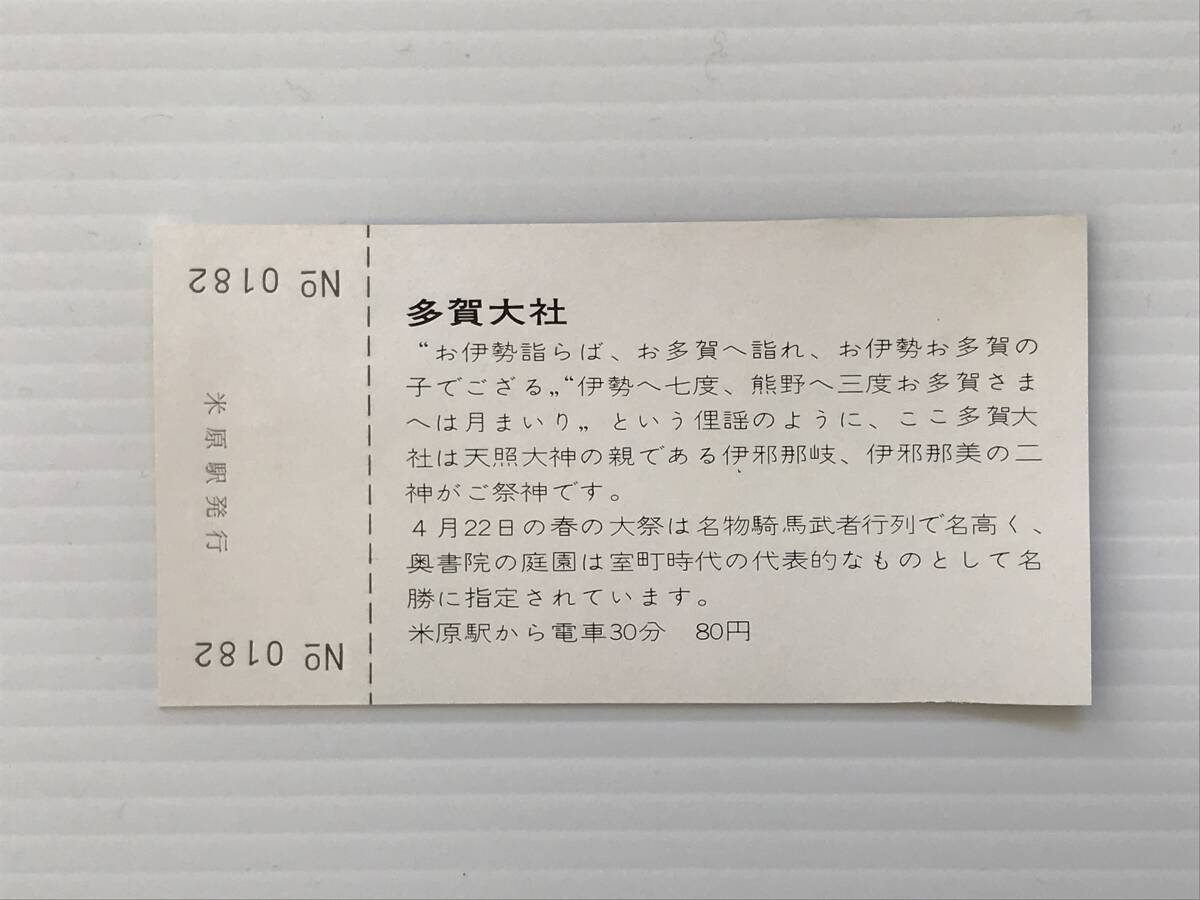 多賀大社
“お伊勢詣らば、お多賀へ詣れ、お伊勢お多賀の
子でござる„“伊勢へ七度、熊野へ三度お多賀さま
へは月まいり„という俚謡のように、ここ多賀大
社は天照大神の親である伊邪那岐、伊邪那美の二
神がご祭神です。
4月22日の春の大祭は名物騎馬武者行列で名高く、
奥書院の庭園は室町時代の代表的なものとして名
勝に指定されています。
米原駅から電車30分　80円
№ 0182
米原駅発行
№ 0182